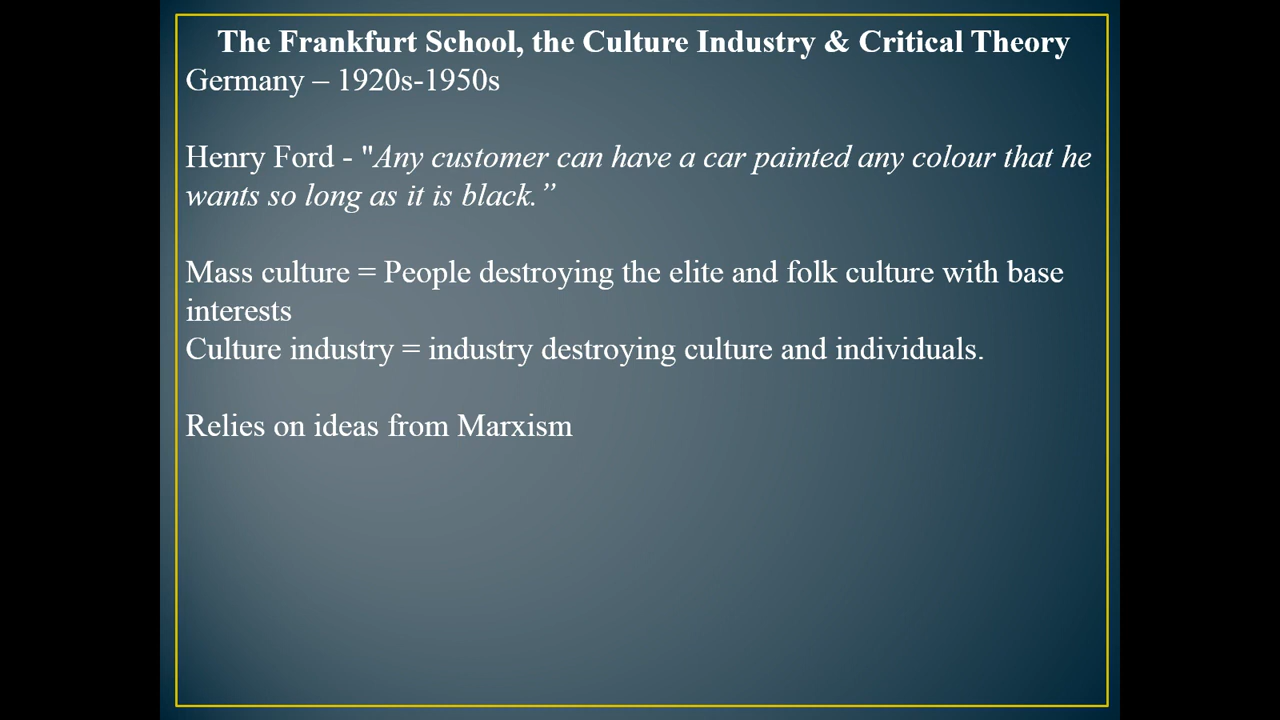 The Frankfurt School, the Culture Industry & Critical Theory
Germany – 1920s-1950s
Henry Ford - "Any customer can have a car painted any colour that he
wants so long as it is black.”
Mass culture = People destroying the elite and folk culture with base
interests
Culture industry = industry destroying culture and individuals.
Relies on ideas from Marxism